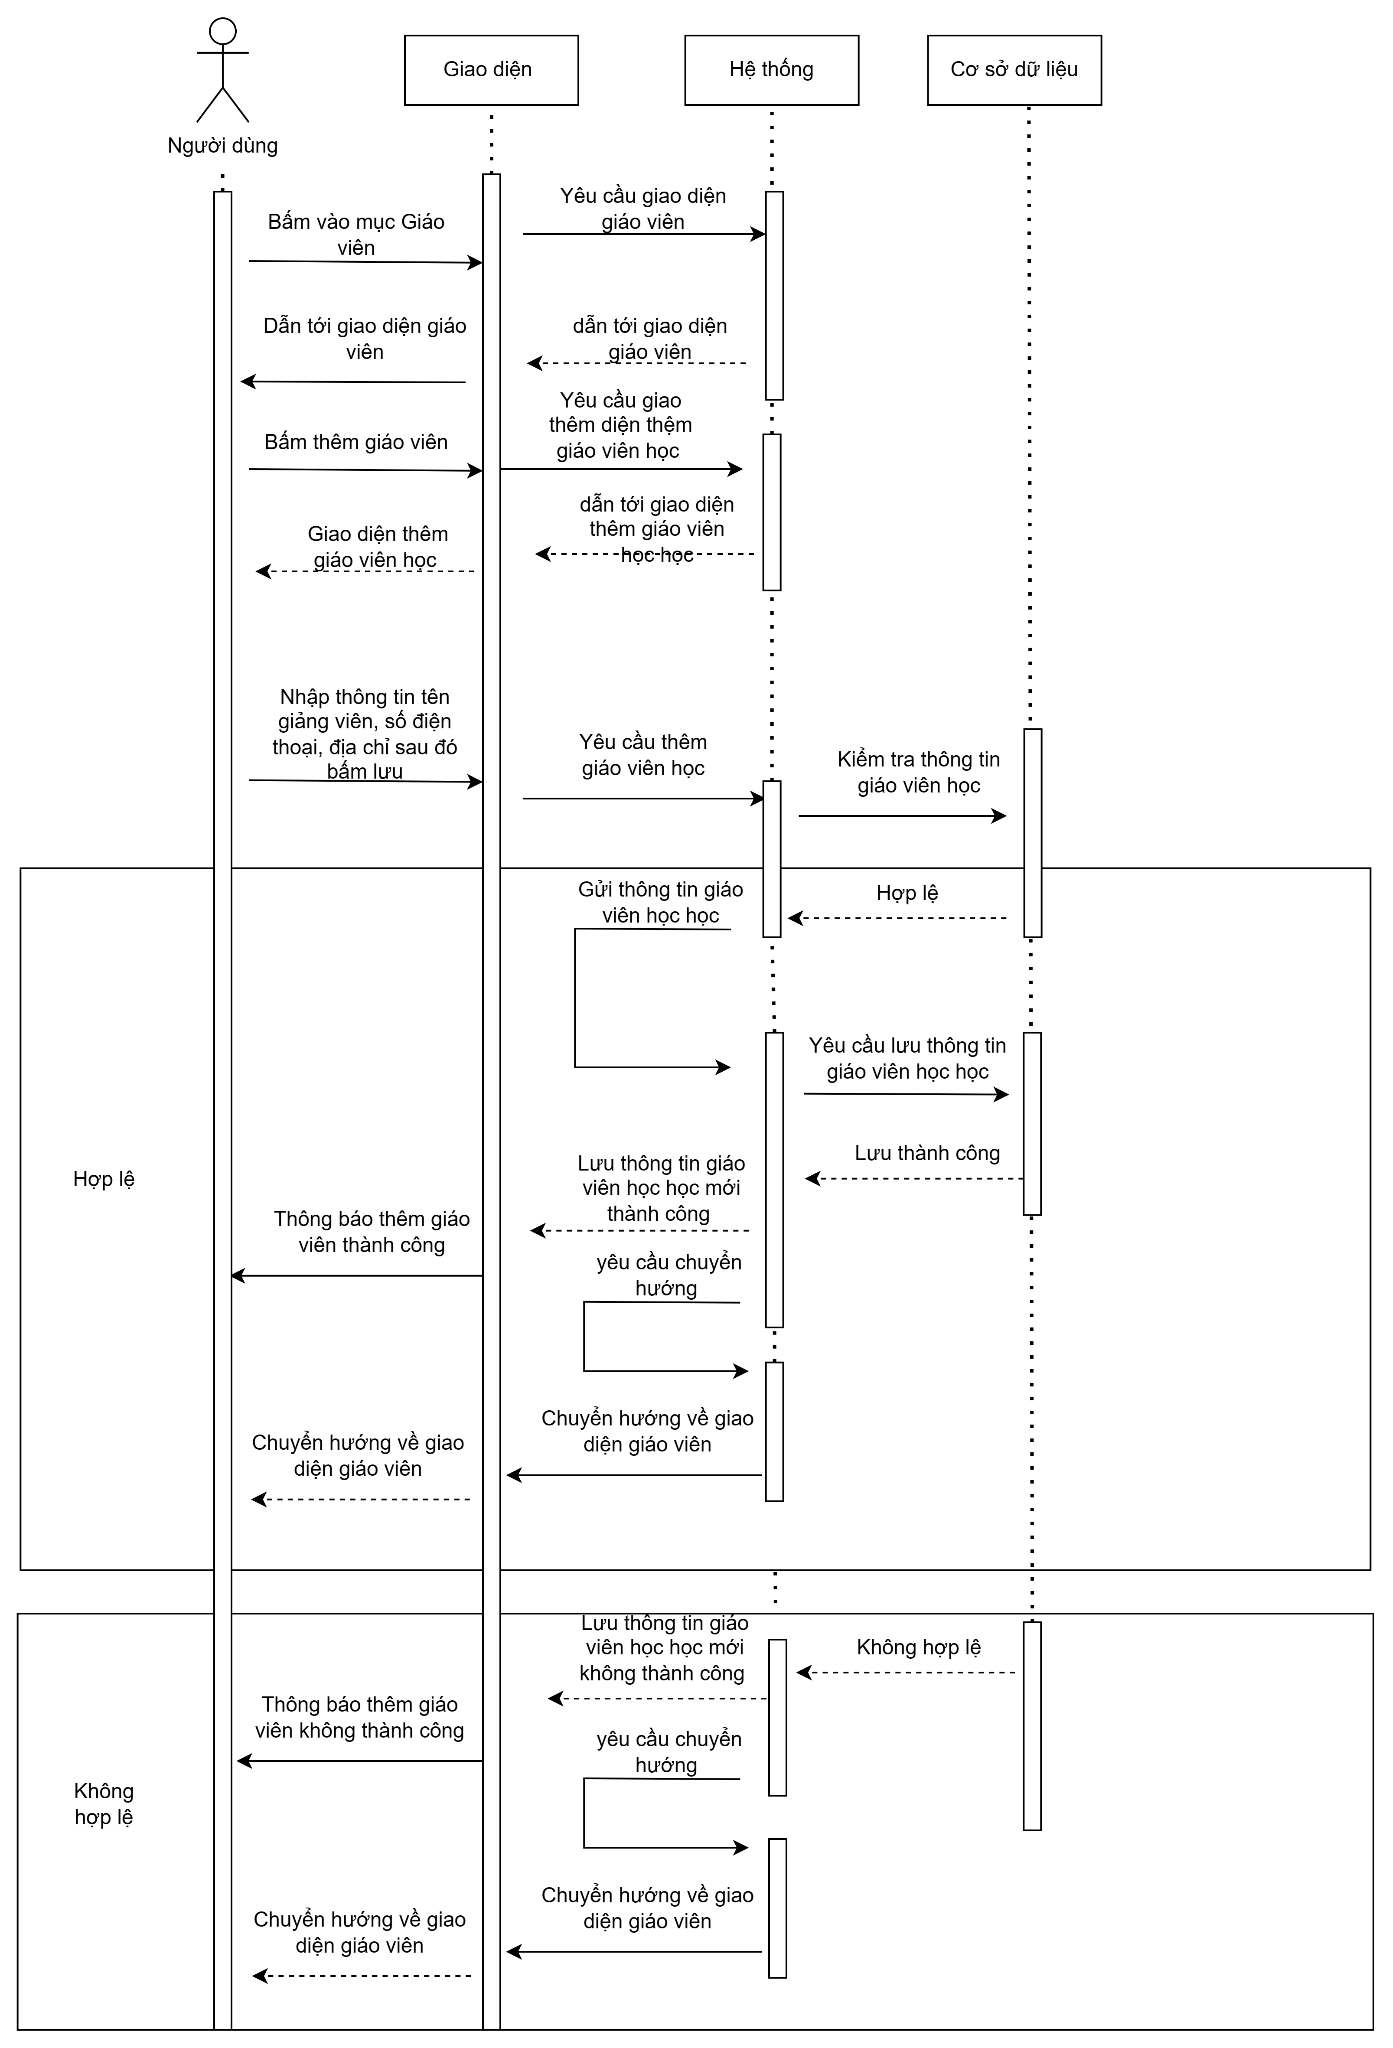 Giao diện
Hệ thống
Cơ sở dữ liệu
Người dùng
Yêu cầu giao diện
giáo viên
Bấm vào mục Giáo
viên
Dẫn tới giao diện giáo
viên
dẫn tới giao diện
giáo viên
Yêu cầu giao
thêm diện thệm
giáo viên học
Bấm thêm giáo viên
dẫn tới giao diện
thêm giáo viên
học học
Giao diện thêm
giáo viên học
Nhập thông tin tên
giảng viên, số điện
thoại, địa chỉ sau đó
bấm lưu
Yêu cầu thêm
giáo viên học
Kiểm tra thông tin
giáo viên học
Gửi thông tin giáo
viên học học
Hợp lệ
Yêu cầu lưu thông tin
giáo viên học học
Lưu thành công
Hợp lệ
Lưu thông tin giáo
viên học học mới
thành công
Thông báo thêm giáo
viên thành công
yêu cầu chuyển
hướng
Chuyển hướng về giao
diện giáo viên
Chuyển hướng về giao
diện giáo viên
Lưu thông tin giáo
viên học học mới
không thành công
Không hợp lệ
Thông báo thêm giáo
viên không thành công
yêu cầu chuyển
hướng
Không
hợp lệ
Chuyển hướng về giao
diện giáo viên
Chuyển hướng về giao
diện giáo viên